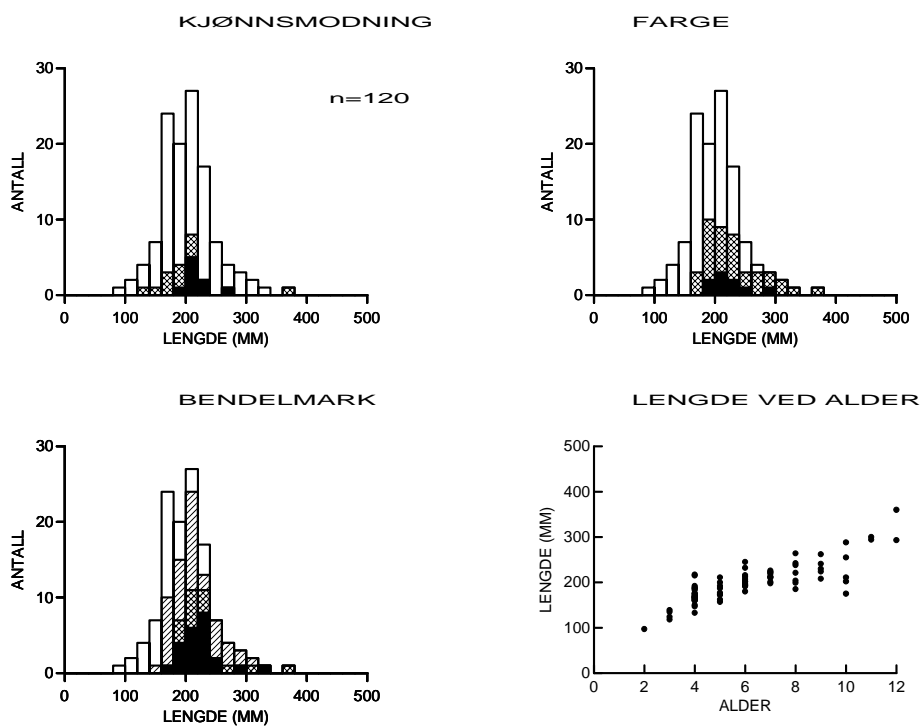 KJØNNSMODNING
n=120
ANTALL
30
20
10
0
0 100 200 300 400 500
LENGDE (MM)
FARGE
ANTALL
30
20
10
0
0 100 200 300 400 500
LENGDE (MM)
BENDELMARK
ANTALL
30
20
10
0
0 100 200 300 400 500
LENGDE (MM)
LENGDE VED ALDER
LENGDE (MM)
500
400
300
200
100
0
0 2 4 6 8 10 12
ALDER